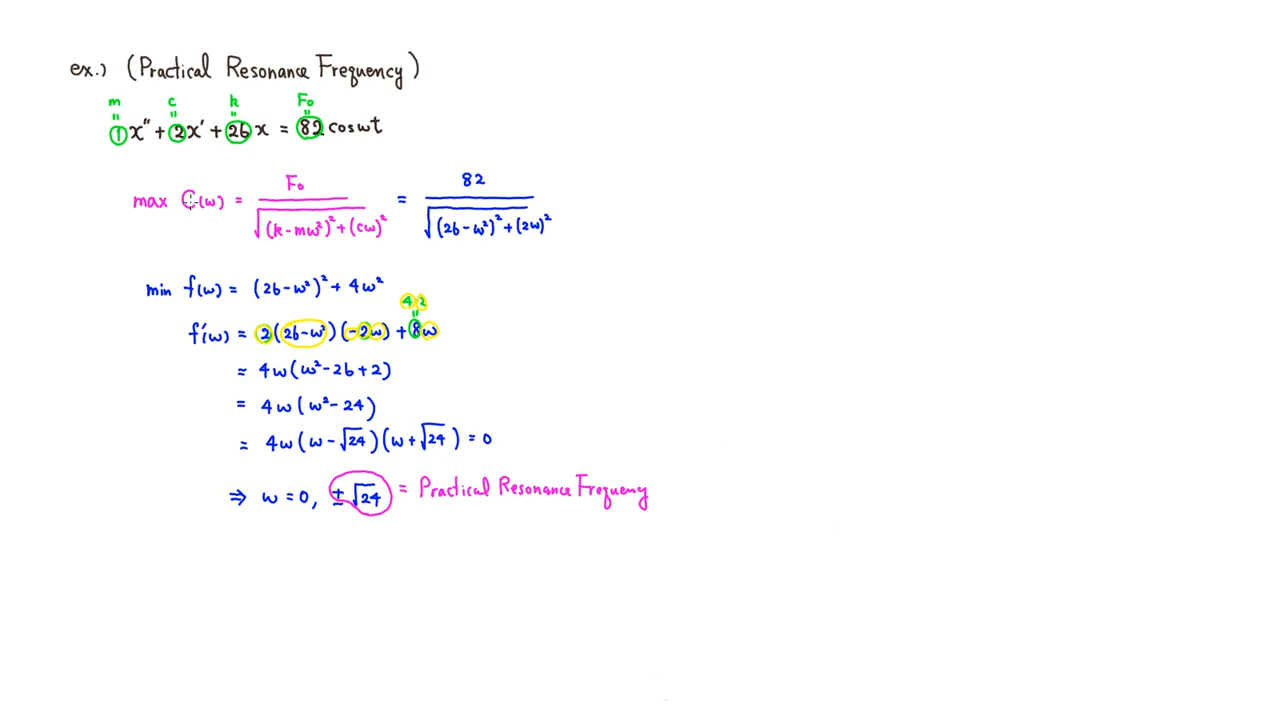 ex.) (Practical Resonance Frequency)
m c k F₀
" " " "
1x'' + 2x' + 26x = 82 cos ωt
max C(ω) = F₀ / √((k-mω²)² + (cω)²) = 82 / √((26-ω²)² + (2ω)²)
min f(ω) = (26-ω²)² + 4ω²
4 2
"
f'(ω) = 2(26-ω²)(-2ω) + 8ω
= 4ω(ω²-26+2)
= 4ω(ω²-24)
= 4ω(ω-√24)(ω+√24) = 0
⇒ ω = 0, ±√24 = Practical Resonance Frequency